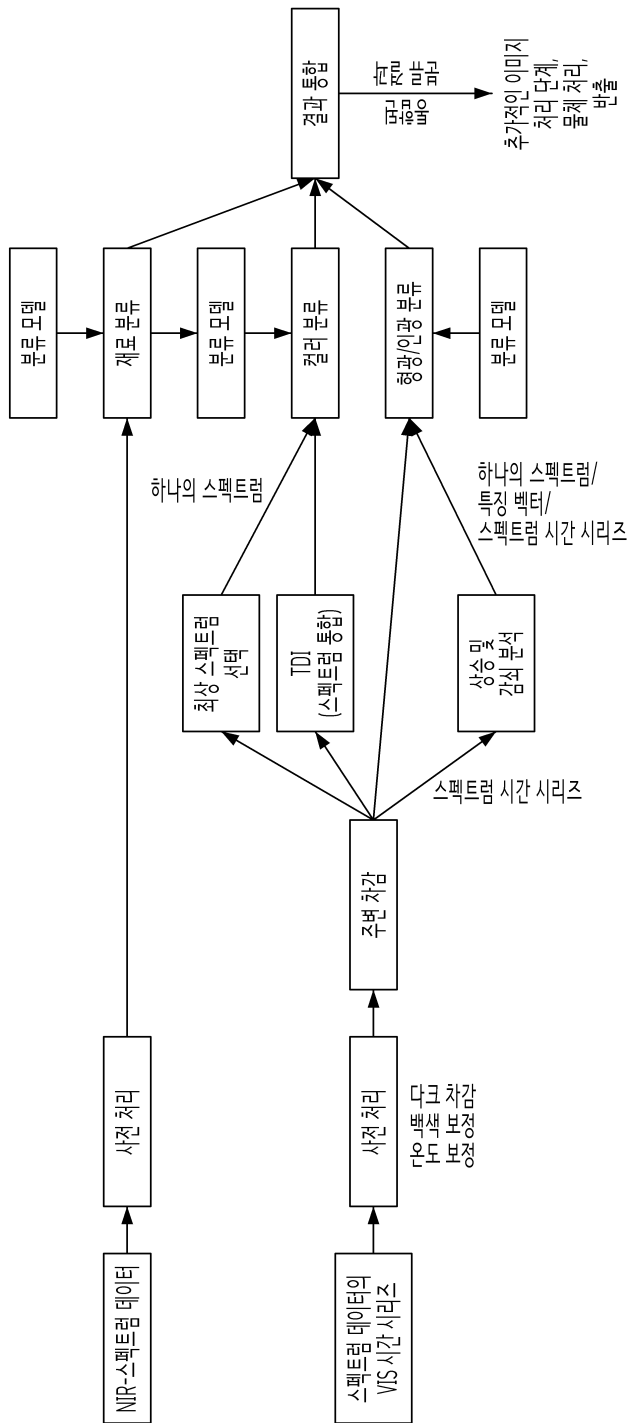 NIR-스펙트럼 데이터
사전 처리
분류 모델
재료 분류
분류 모델
스펙트럼 데이터의
VIS 시간 시리즈
사전 처리
다크 차감
백색 보정
온도 보정
주변 차감
최상 스펙트럼
선택
하나의 스펙트럼
TDI
(스펙트럼 통합)
컬러 분류
스펙트럼 시간 시리즈
상승 및
감쇠 분석
하나의 스펙트럼/
특징 벡터/
스펙트럼 시간 시리즈
형광/인광 분류
분류 모델
결과 통합
통합된
분류 결과
추가적인 이미지
처리 단계,
물체 처리,
반출